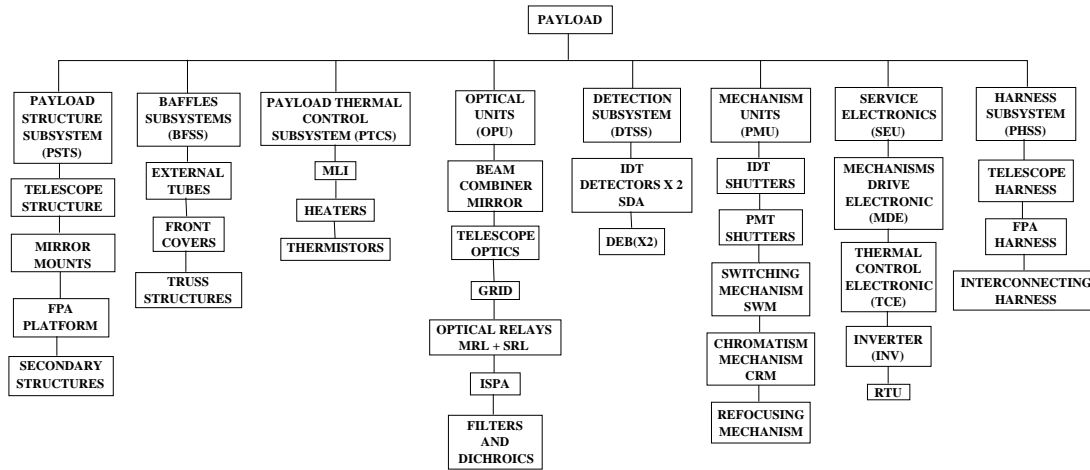 PAYLOAD
PAYLOAD
STRUCTURE
SUBSYSTEM
(PSTS)
TELESCOPE
STRUCTURE
MIRROR
MOUNTS
FPA
PLATFORM
SECONDARY
STRUCTURES
BAFFLES
SUBSYSTEMS
(BFSS)
EXTERNAL
TUBES
FRONT
COVERS
TRUSS
STRUCTURES
PAYLOAD THERMAL
CONTROL
SUBSYSTEM (PTCS)
MLI
HEATERS
THERMISTORS
OPTICAL
UNITS
(OPU)
BEAM
COMBINER
MIRROR
TELESCOPE
OPTICS
GRID
OPTICAL RELAYS
MRL + SRL
ISPA
FILTERS
AND
DICHROICS
DETECTION
SUBSYSTEM
(DTSS)
IDT
DETECTORS X 2
SDA
DEB(X2)
MECHANISM
UNITS
(PMU)
IDT
SHUTTERS
PMT
SHUTTERS
SWITCHING
MECHANISM
SWM
CHROMATISM
MECHANISM
CRM
REFOCUSING
MECHANISM
SERVICE
ELECTRONICS
(SEU)
MECHANISMS
DRIVE
ELECTRONIC
(MDE)
THERMAL
CONTROL
ELECTRONIC
(TCE)
INVERTER
(INV)
RTU
HARNESS
SUBSYSTEM
(PHSS)
TELESCOPE
HARNESS
FPA
HARNESS
INTERCONNECTING
HARNESS